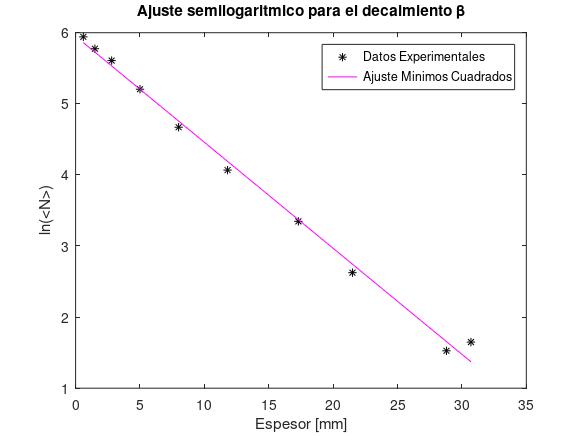 Ajuste semilogaritmico para el decaimiento β
Datos Experimentales
Ajuste Minimos Cuadrados
ln(<N>)
6
5
4
3
2
1
0 5 10 15 20 25 30 35
Espesor [mm]